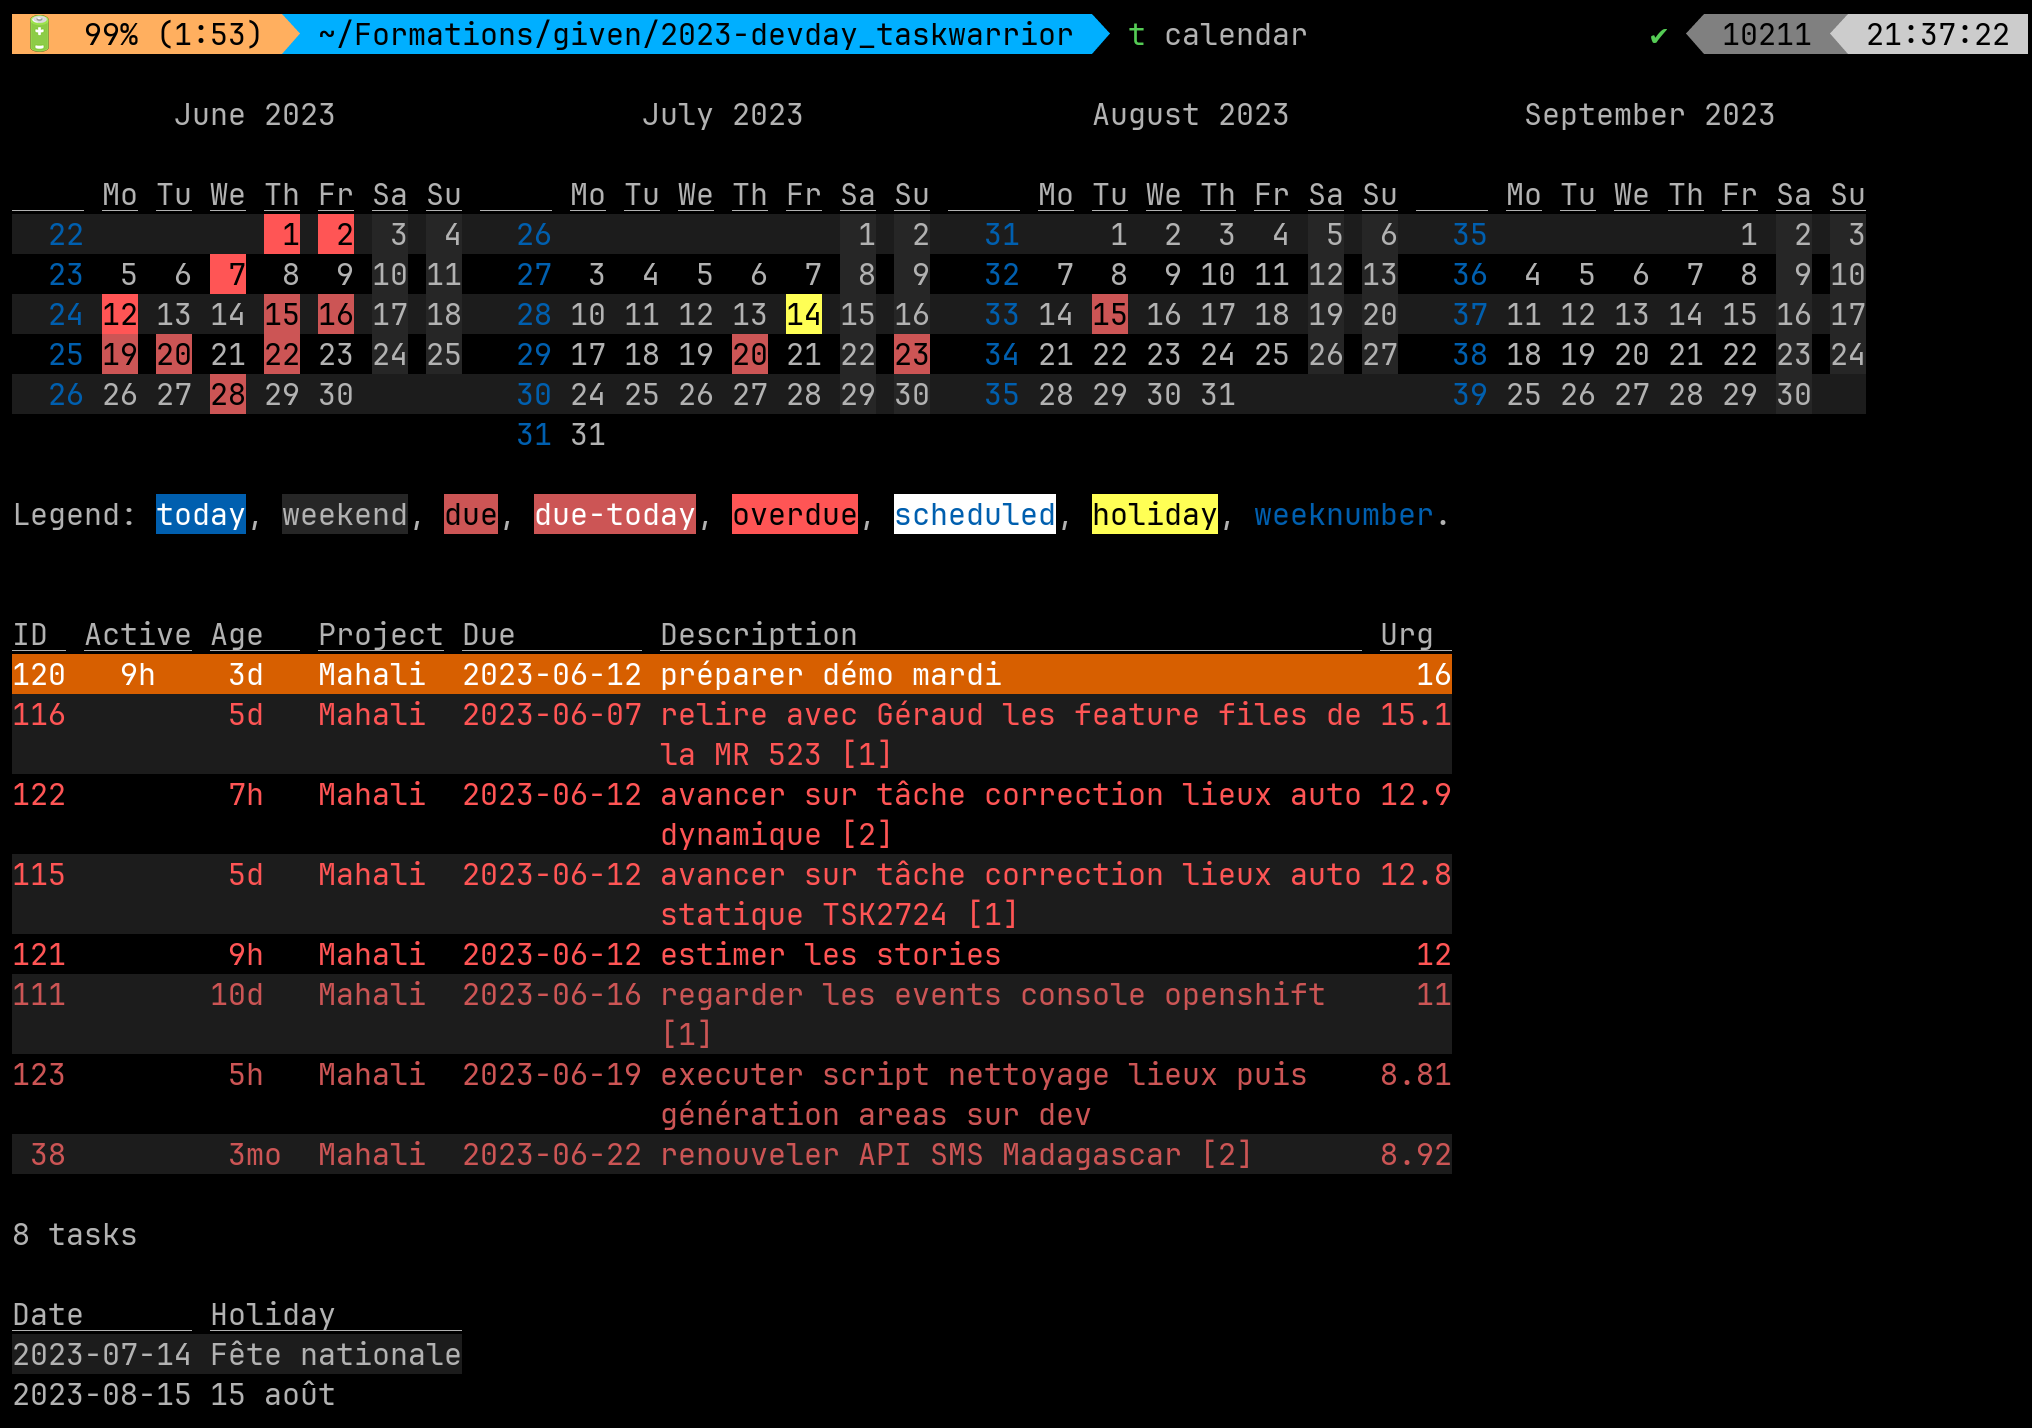 99% (1:53) ~/Formations/given/2023-devday_taskwarrior t calendar ✔ 10211 21:37:22
June 2023 July 2023 August 2023 September 2023
Mo Tu We Th Fr Sa Su Mo Tu We Th Fr Sa Su Mo Tu We Th Fr Sa Su Mo Tu We Th Fr Sa Su
22 1 2 3 4 26 1 2 31 1 2 3 4 5 6 35 1 2 3
23 5 6 7 8 9 10 11 27 3 4 5 6 7 8 9 32 7 8 9 10 11 12 13 36 4 5 6 7 8 9 10
24 12 13 14 15 16 17 18 28 10 11 12 13 14 15 16 33 14 15 16 17 18 19 20 37 11 12 13 14 15 16 17
25 19 20 21 22 23 24 25 29 17 18 19 20 21 22 23 34 21 22 23 24 25 26 27 38 18 19 20 21 22 23 24
26 26 27 28 29 30 30 24 25 26 27 28 29 30 35 28 29 30 31 39 25 26 27 28 29 30
31 31
Legend: today, weekend, due, due-today, overdue, scheduled, holiday, weeknumber.
ID Active Age Project Due Description Urg
120 9h 3d Mahali 2023-06-12 préparer démo mardi 16
116 5d Mahali 2023-06-07 relire avec Géraud les feature files de 15.1
la MR 523 [1]
122 7h Mahali 2023-06-12 avancer sur tâche correction lieux auto 12.9
dynamique [2]
115 5d Mahali 2023-06-12 avancer sur tâche correction lieux auto 12.8
statique TSK2724 [1]
121 9h Mahali 2023-06-12 estimer les stories 12
111 10d Mahali 2023-06-16 regarder les events console openshift 11
[1]
123 5h Mahali 2023-06-19 executer script nettoyage lieux puis 8.81
génération areas sur dev
38 3mo Mahali 2023-06-22 renouveler API SMS Madagascar [2] 8.92
8 tasks
Date Holiday
2023-07-14 Fête nationale
2023-08-15 15 août